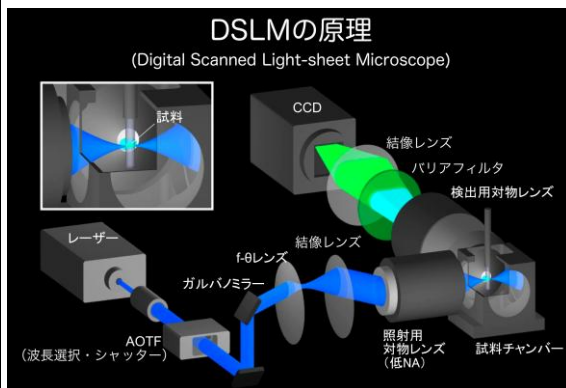 DSLMの原理
(Digital Scanned Light-sheet Microscope)
試料
CCD
結像レンズ
バリアフィルタ
検出用対物レンズ
レーザー
f-θレンズ
結像レンズ
ガルバノミラー
AOTF
（波長選択・シャッター）
照射用
対物レンズ
（低NA）
試料チャンバー